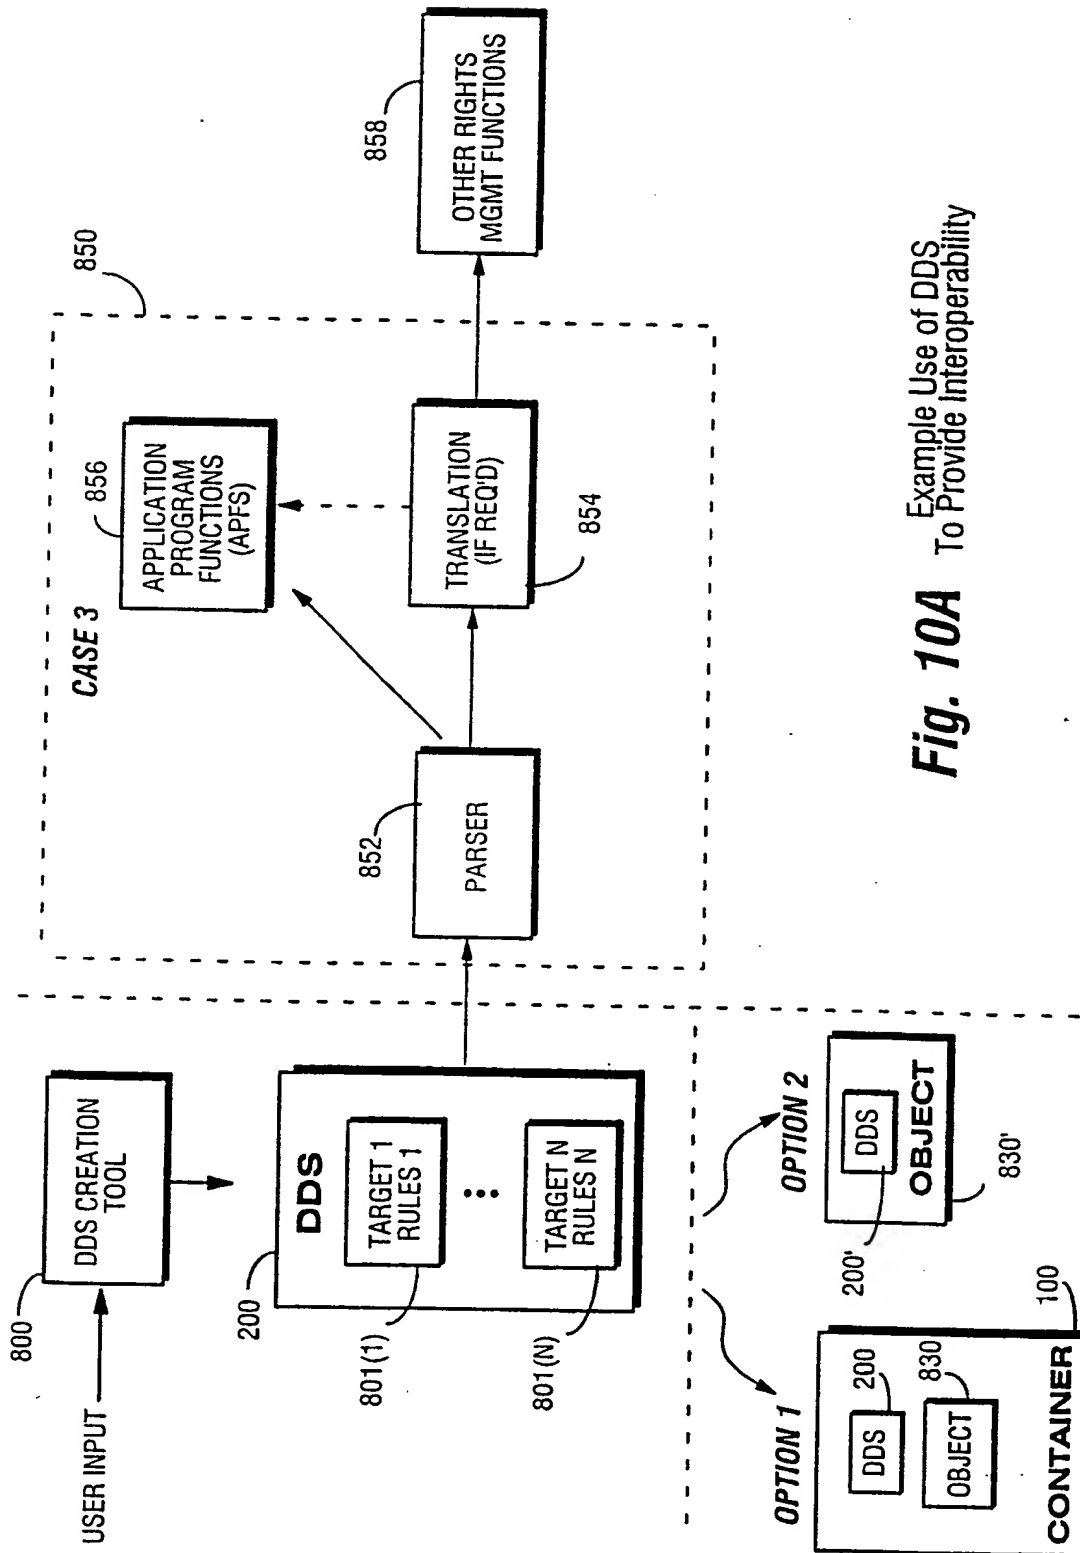 USER INPUT
800
DDS CREATION
TOOL
200
DDS
TARGET 1
RULES 1
801(1)
TARGET N
RULES N
801(N)
850
CASE 3
852
PARSER
856
APPLICATION
PROGRAM
FUNCTIONS
(APFS)
TRANSLATION
(IF REQ'D)
854
858
OTHER RIGHTS
MGMT FUNCTIONS
OPTION 1
DDS
200
OBJECT
830
CONTAINER
100
OPTION 2
DDS
200'
OBJECT
830'
Fig. 10A
Example Use of DDS
To Provide Interoperability